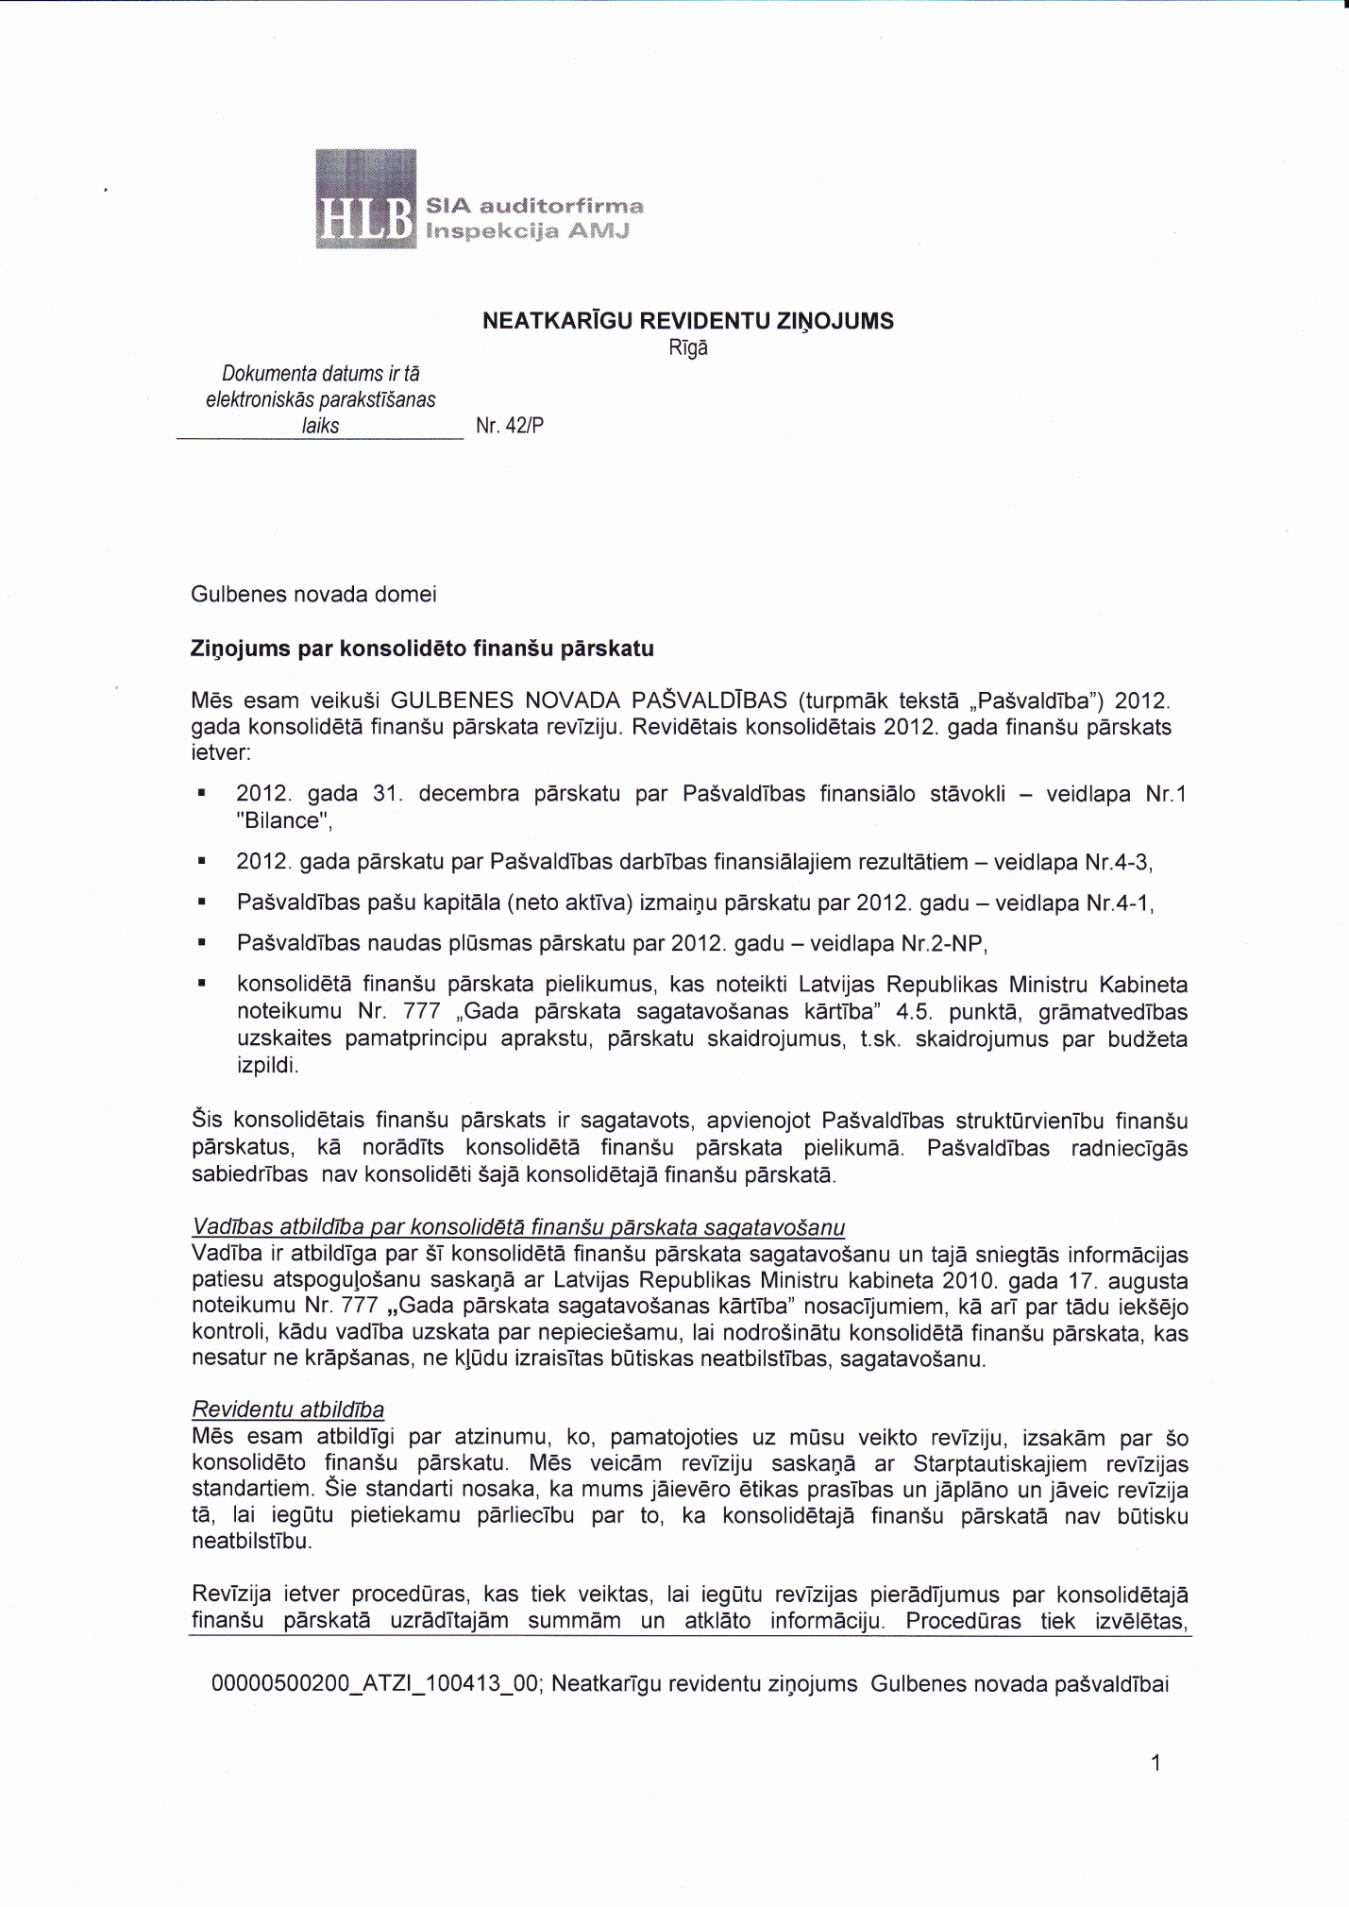 HLB SIA auditorfirma
Inspekcija AMJ
NEATKARĪGU REVIDENTU ZIŅOJUMS
Rīgā
Dokumenta datums ir tā
elektroniskās parakstīšanas
laiks Nr. 42/P
Gulbenes novada domei
Ziņojums par konsolidēto finanšu pārskatu
Mēs esam veikuši GULBENES NOVADA PAŠVALDĪBAS (turpmāk tekstā „Pašvaldība”) 2012.
gada konsolidētā finanšu pārskata revīziju. Revidētais konsolidētais 2012. gada finanšu pārskats
ietver:
▪ 2012. gada 31. decembra pārskatu par Pašvaldības finansiālo stāvokli – veidlapa Nr.1
"Bilance",
▪ 2012. gada pārskatu par Pašvaldības darbības finansiālajiem rezultātiem – veidlapa Nr.4-3,
▪ Pašvaldības pašu kapitāla (neto aktīva) izmaiņu pārskatu par 2012. gadu – veidlapa Nr.4-1,
▪ Pašvaldības naudas plūsmas pārskatu par 2012. gadu – veidlapa Nr.2-NP,
▪ konsolidētā finanšu pārskata pielikumus, kas noteikti Latvijas Republikas Ministru Kabineta
noteikumu Nr. 777 „Gada pārskata sagatavošanas kārtība” 4.5. punktā, grāmatvedības
uzskaites pamatprincipu aprakstu, pārskatu skaidrojumus, t.sk. skaidrojumus par budžeta
izpildi.
Šis konsolidētais finanšu pārskats ir sagatavots, apvienojot Pašvaldības struktūrvienību finanšu
pārskatus, kā norādīts konsolidētā finanšu pārskata pielikumā. Pašvaldības radniecīgās
sabiedrības nav konsolidēti šajā konsolidētajā finanšu pārskatā.
Vadības atbildība par konsolidētā finanšu pārskata sagatavošanu
Vadība ir atbildīga par šī konsolidētā finanšu pārskata sagatavošanu un tajā sniegtās informācijas
patiesu atspoguļošanu saskaņā ar Latvijas Republikas Ministru kabineta 2010. gada 17. augusta
noteikumu Nr. 777 „Gada pārskata sagatavošanas kārtība” nosacījumiem, kā arī par tādu iekšējo
kontroli, kādu vadība uzskata par nepieciešamu, lai nodrošinātu konsolidētā finanšu pārskata, kas
nesatur ne krāpšanas, ne kļūdu izraisītas būtiskas neatbilstības, sagatavošanu.
Revidentu atbildība
Mēs esam atbildīgi par atzinumu, ko, pamatojoties uz mūsu veikto revīziju, izsakām par šo
konsolidēto finanšu pārskatu. Mēs veicām revīziju saskaņā ar Starptautiskajiem revīzijas
standartiem. Šie standarti nosaka, ka mums jāievēro ētikas prasības un jāplāno un jāveic revīzija
tā, lai iegūtu pietiekamu pārliecību par to, ka konsolidētajā finanšu pārskatā nav būtisku
neatbilstību.
Revīzija ietver procedūras, kas tiek veiktas, lai iegūtu revīzijas pierādījumus par konsolidētajā
finanšu pārskatā uzrādītajām summām un atklāto informāciju. Procedūras tiek izvēlētas,
00000500200_ATZI_100413_00; Neatkarīgu revidentu ziņojums Gulbenes novada pašvaldībai
1